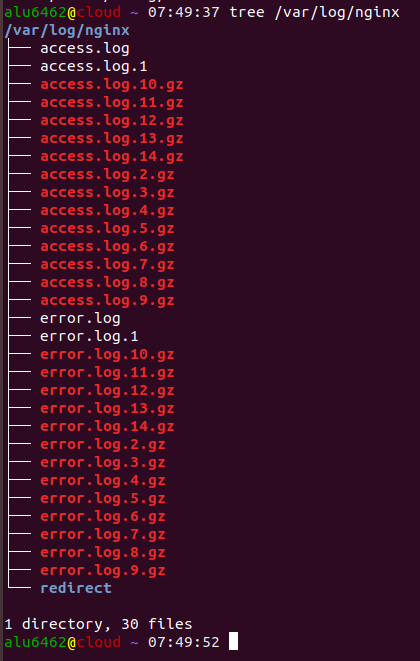 alu6462@cloud ~ 07:49:37 tree /var/log/nginx
/var/log/nginx
├── access.log
├── access.log.1
├── access.log.10.gz
├── access.log.11.gz
├── access.log.12.gz
├── access.log.13.gz
├── access.log.14.gz
├── access.log.2.gz
├── access.log.3.gz
├── access.log.4.gz
├── access.log.5.gz
├── access.log.6.gz
├── access.log.7.gz
├── access.log.8.gz
├── access.log.9.gz
├── error.log
├── error.log.1
├── error.log.10.gz
├── error.log.11.gz
├── error.log.12.gz
├── error.log.13.gz
├── error.log.14.gz
├── error.log.2.gz
├── error.log.3.gz
├── error.log.4.gz
├── error.log.5.gz
├── error.log.6.gz
├── error.log.7.gz
├── error.log.8.gz
├── error.log.9.gz
└── redirect
1 directory, 30 files
alu6462@cloud ~ 07:49:52